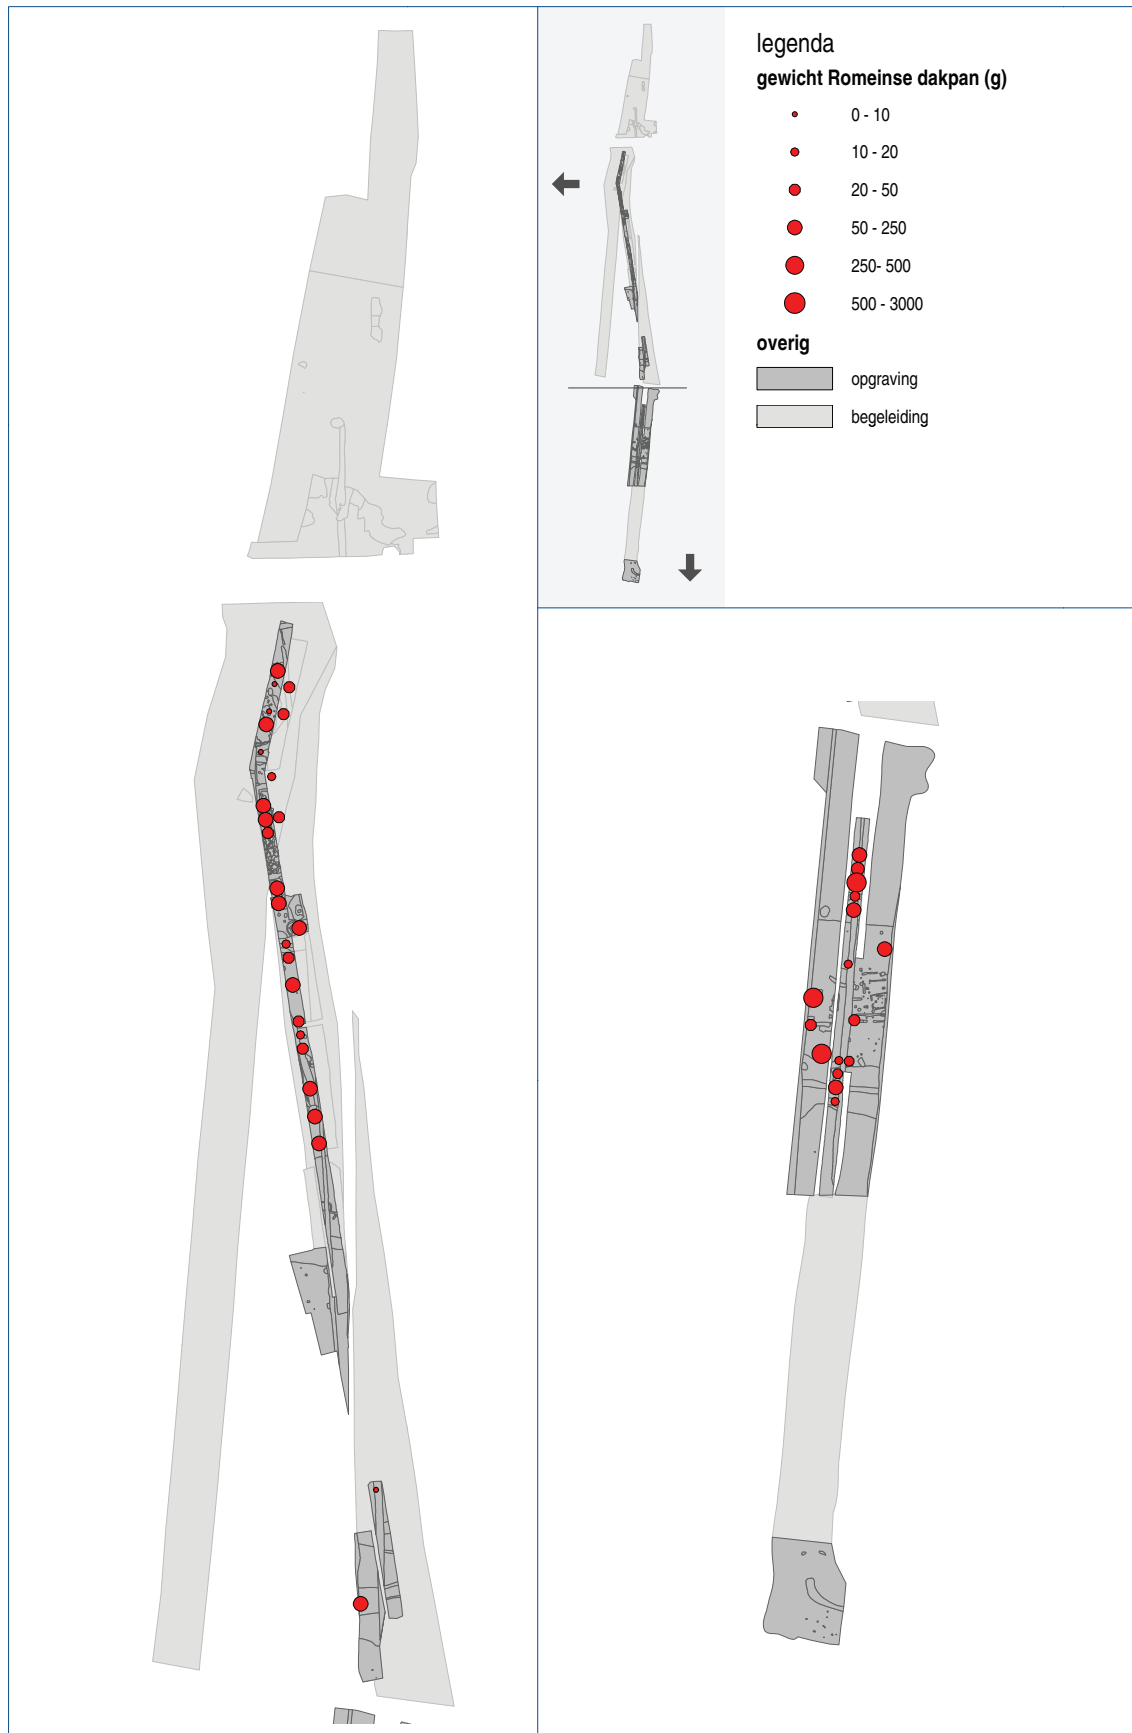 legenda
gewicht Romeinse dakpan (g)
0 - 10
10 - 20
20 - 50
50 - 250
250- 500
500 - 3000
overig
opgraving
begeleiding